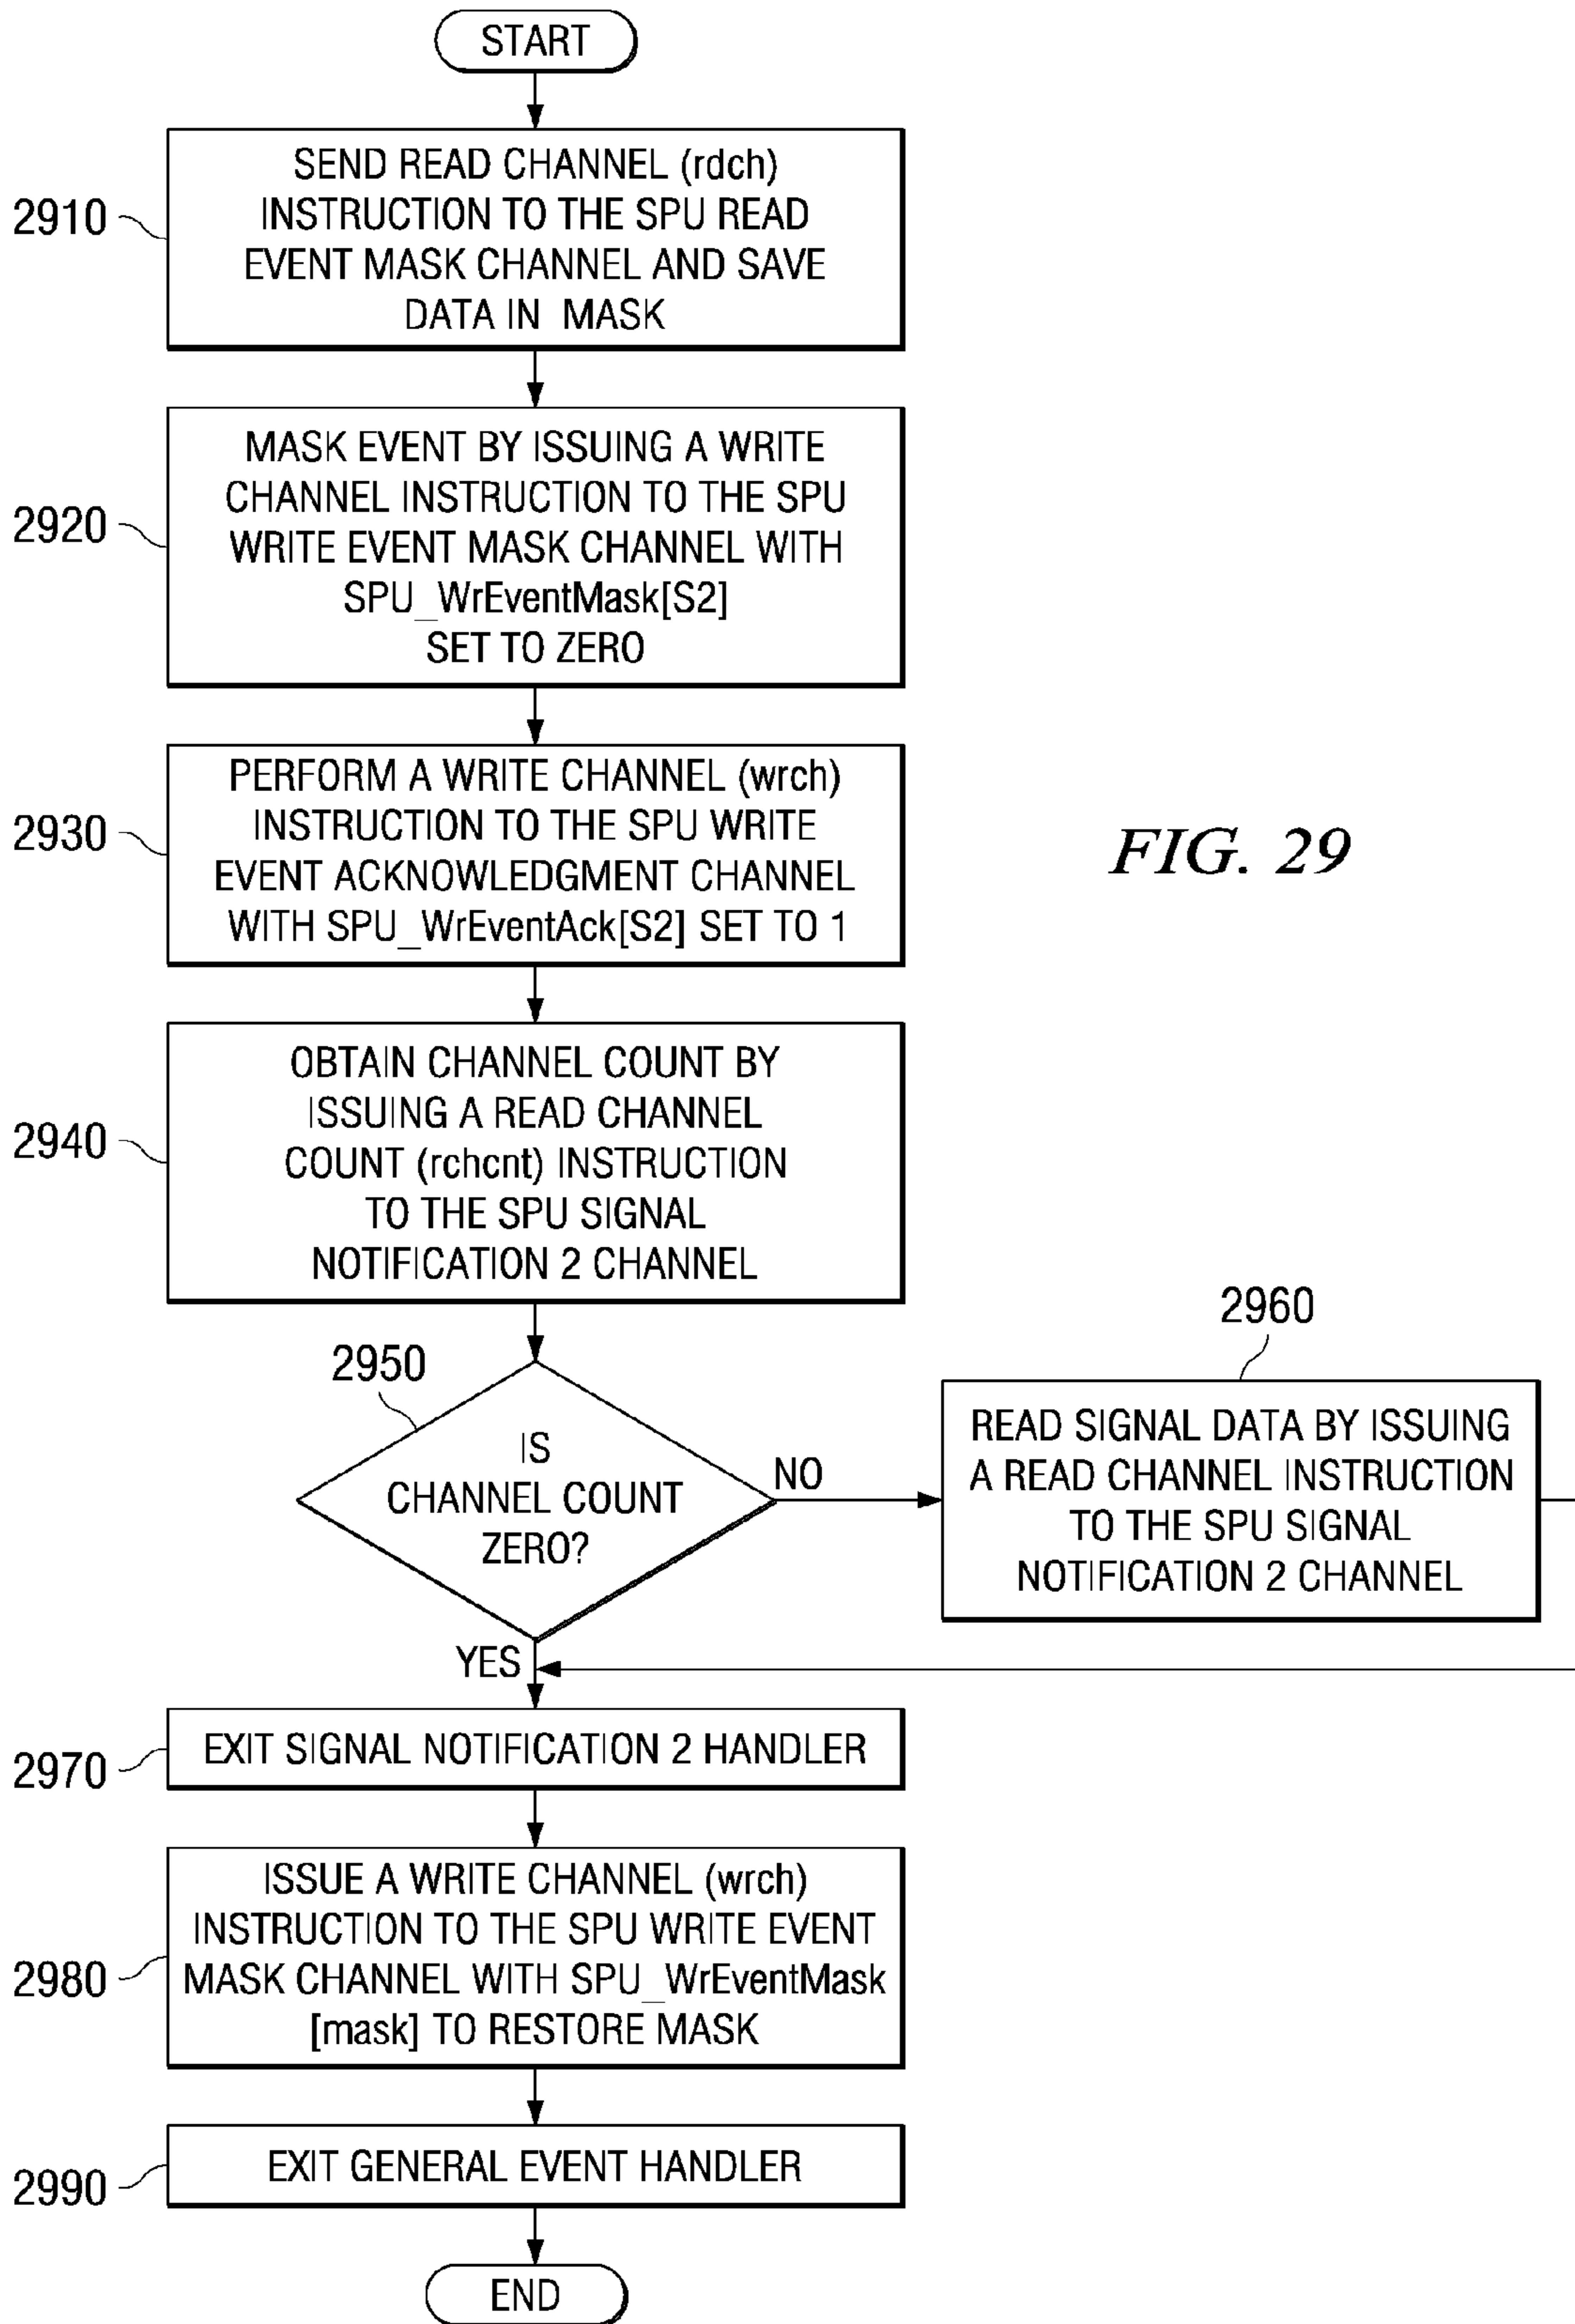 START
2910
SEND READ CHANNEL (rdch)
INSTRUCTION TO THE SPU READ
EVENT MASK CHANNEL AND SAVE
DATA IN MASK
2920
MASK EVENT BY ISSUING A WRITE
CHANNEL INSTRUCTION TO THE SPU
WRITE EVENT MASK CHANNEL WITH
SPU_WrEventMask[S2]
SET TO ZERO
2930
PERFORM A WRITE CHANNEL (wrch)
INSTRUCTION TO THE SPU WRITE
EVENT ACKNOWLEDGMENT CHANNEL
WITH SPU_WrEventAck[S2] SET TO 1
FIG. 29
2940
OBTAIN CHANNEL COUNT BY
ISSUING A READ CHANNEL
COUNT (rchcnt) INSTRUCTION
TO THE SPU SIGNAL
NOTIFICATION 2 CHANNEL
2950
IS
CHANNEL COUNT
ZERO?
NO
2960
READ SIGNAL DATA BY ISSUING
A READ CHANNEL INSTRUCTION
TO THE SPU SIGNAL
NOTIFICATION 2 CHANNEL
YES
2970
EXIT SIGNAL NOTIFICATION 2 HANDLER
2980
ISSUE A WRITE CHANNEL (wrch)
INSTRUCTION TO THE SPU WRITE EVENT
MASK CHANNEL WITH SPU_WrEventMask
[mask] TO RESTORE MASK
2990
EXIT GENERAL EVENT HANDLER
END